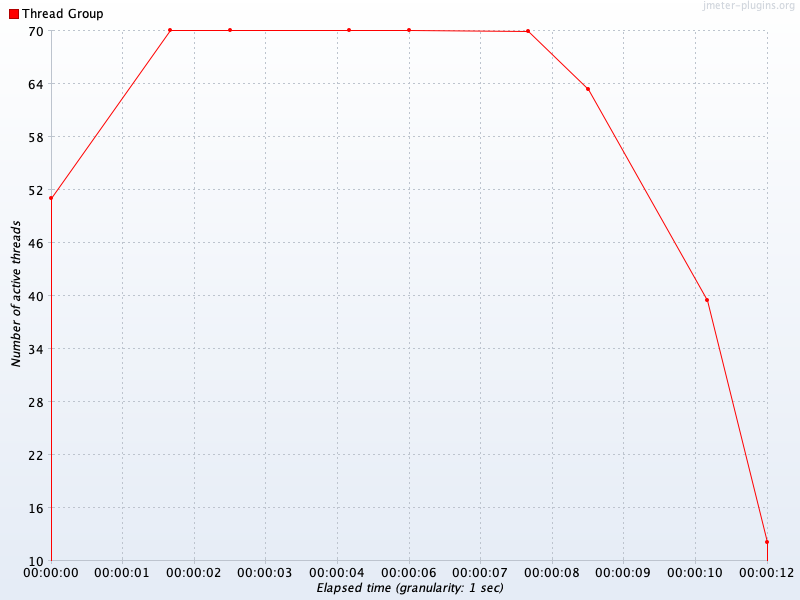 jmeter-plugins.org
Thread Group
70
64
58
52
46
40
34
28
22
16
10
Number of active threads
00:00:00 00:00:01 00:00:02 00:00:03 00:00:04 00:00:06 00:00:07 00:00:08 00:00:09 00:00:10 00:00:12
Elapsed time (granularity: 1 sec)